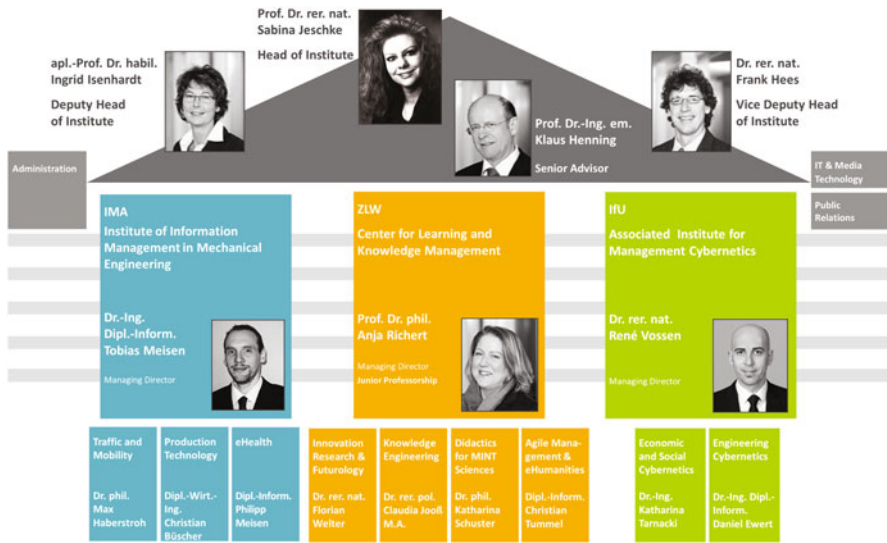 Prof. Dr. rer. nat.
Sabina Jeschke
Head of Institute
apl.-Prof. Dr. habil.
Ingrid Isenhardt
Deputy Head
of Institute
Dr. rer. nat.
Frank Hees
Vice Deputy Head
of Institute
Prof. Dr.-Ing. em.
Klaus Henning
Senior Advisor
Administration
IT & Media
Technology
Public
Relations
IMA
Institute of Information
Management in Mechanical
Engineering
Dr.-Ing.
Dipl.-Inform.
Tobias Meisen
Managing Director
ZLW
Center for Learning and
Knowledge Management
Prof. Dr. phil.
Anja Richert
Managing Director
Junior Professorship
IfU
Associated Institute for
Management Cybernetics
Dr. rer. nat.
René Vossen
Managing Director
Traffic and
Mobility
Dr. phil.
Max
Haberstroh
Production
Technology
Dipl.-Wirt.-
Ing.
Christian
Büscher
eHealth
Dipl.-Inform.
Philipp
Meisen
Innovation
Research &
Futurology
Dr. rer. nat.
Florian
Welter
Knowledge
Engineering
Dr. rer. pol.
Claudia Jooß
M.A.
Didactics
for MINT
Sciences
Dr. phil.
Katharina
Schuster
Agile Mana-
gement &
eHumanities
Dipl.-Inform.
Christian
Tummel
Economic
and Social
Cybernetics
Dr.-Ing.
Katharina
Tarnacki
Engineering
Cybernetics
Dr.-Ing. Dipl.-
Inform.
Daniel Ewert